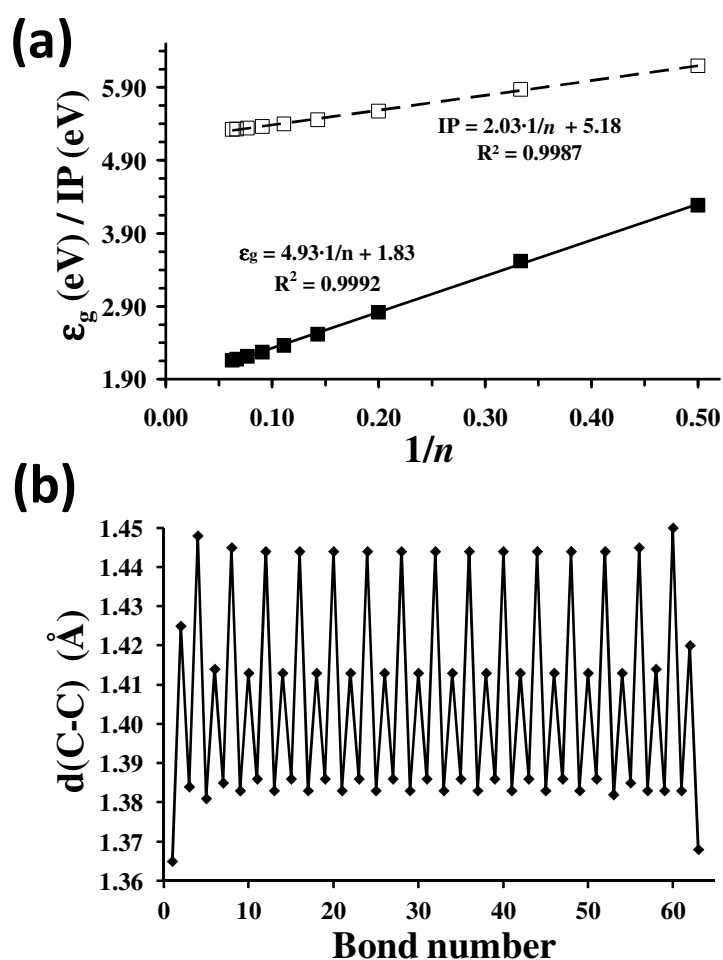 (a)
εg (eV) / IP (eV)
5.90
4.90
3.90
2.90
1.90
IP = 2.03·1/n + 5.18
R² = 0.9987
εg = 4.93·1/n + 1.83
R² = 0.9992
0.00 0.10 0.20 0.30 0.40 0.50
1/n
(b)
d(C-C) (Å)
1.45
1.44
1.43
1.42
1.41
1.40
1.39
1.38
1.37
1.36
0 10 20 30 40 50 60
Bond number